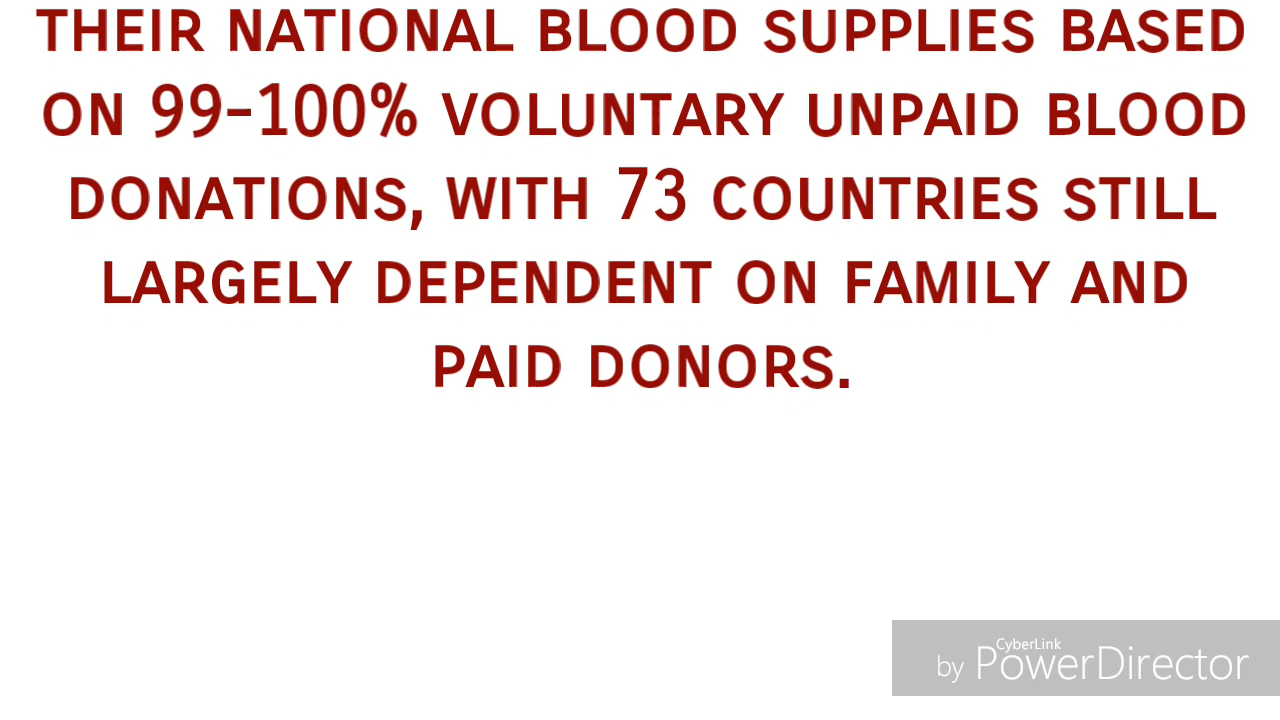 THEIR NATIONAL BLOOD SUPPLIES BASED
ON 99-100% VOLUNTARY UNPAID BLOOD
DONATIONS, WITH 73 COUNTRIES STILL
LARGELY DEPENDENT ON FAMILY AND
PAID DONORS.
CyberLink
by PowerDirector